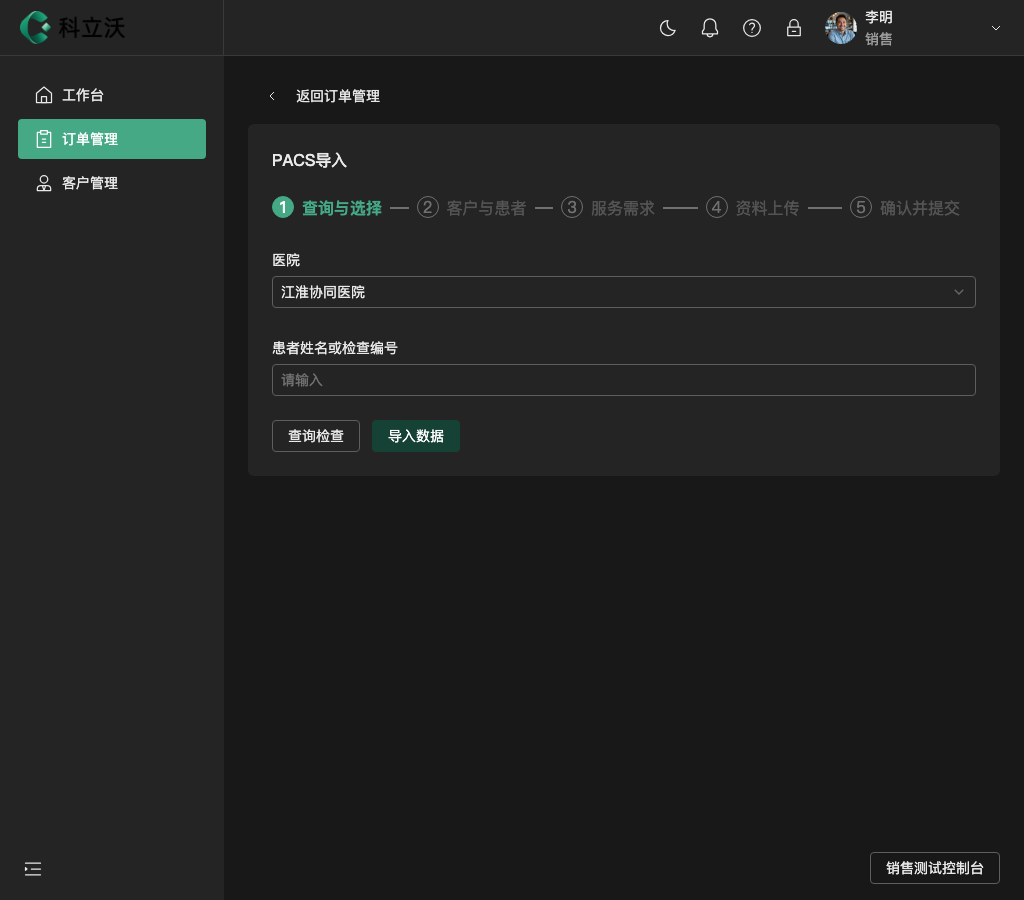 科立沃
李明
销售
工作台
订单管理
客户管理
返回订单管理
PACS导入
1 查询与选择 2 客户与患者 3 服务需求 4 资料上传 5 确认并提交
医院
江淮协同医院
患者姓名或检查编号
请输入
查询检查 导入数据
销售测试控制台